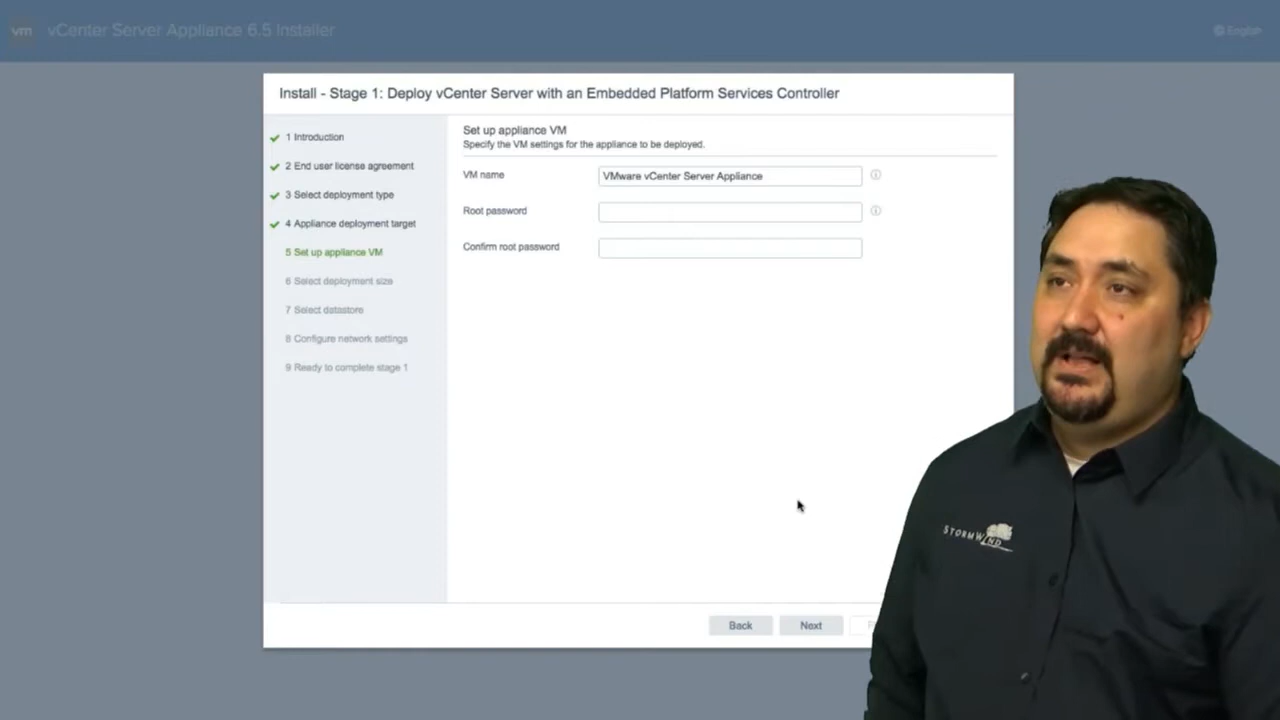 vm vCenter Server Appliance 6.5 Installer
English
Install - Stage 1: Deploy vCenter Server with an Embedded Platform Services Controller
1 Introduction
2 End user license agreement
3 Select deployment type
4 Appliance deployment target
5 Set up appliance VM
6 Select deployment size
7 Select datastore
8 Configure network settings
9 Ready to complete stage 1
Set up appliance VM
Specify the VM settings for the appliance to be deployed.
VM name
VMware vCenter Server Appliance
Root password
Confirm root password
Back
Next
STORMWIND